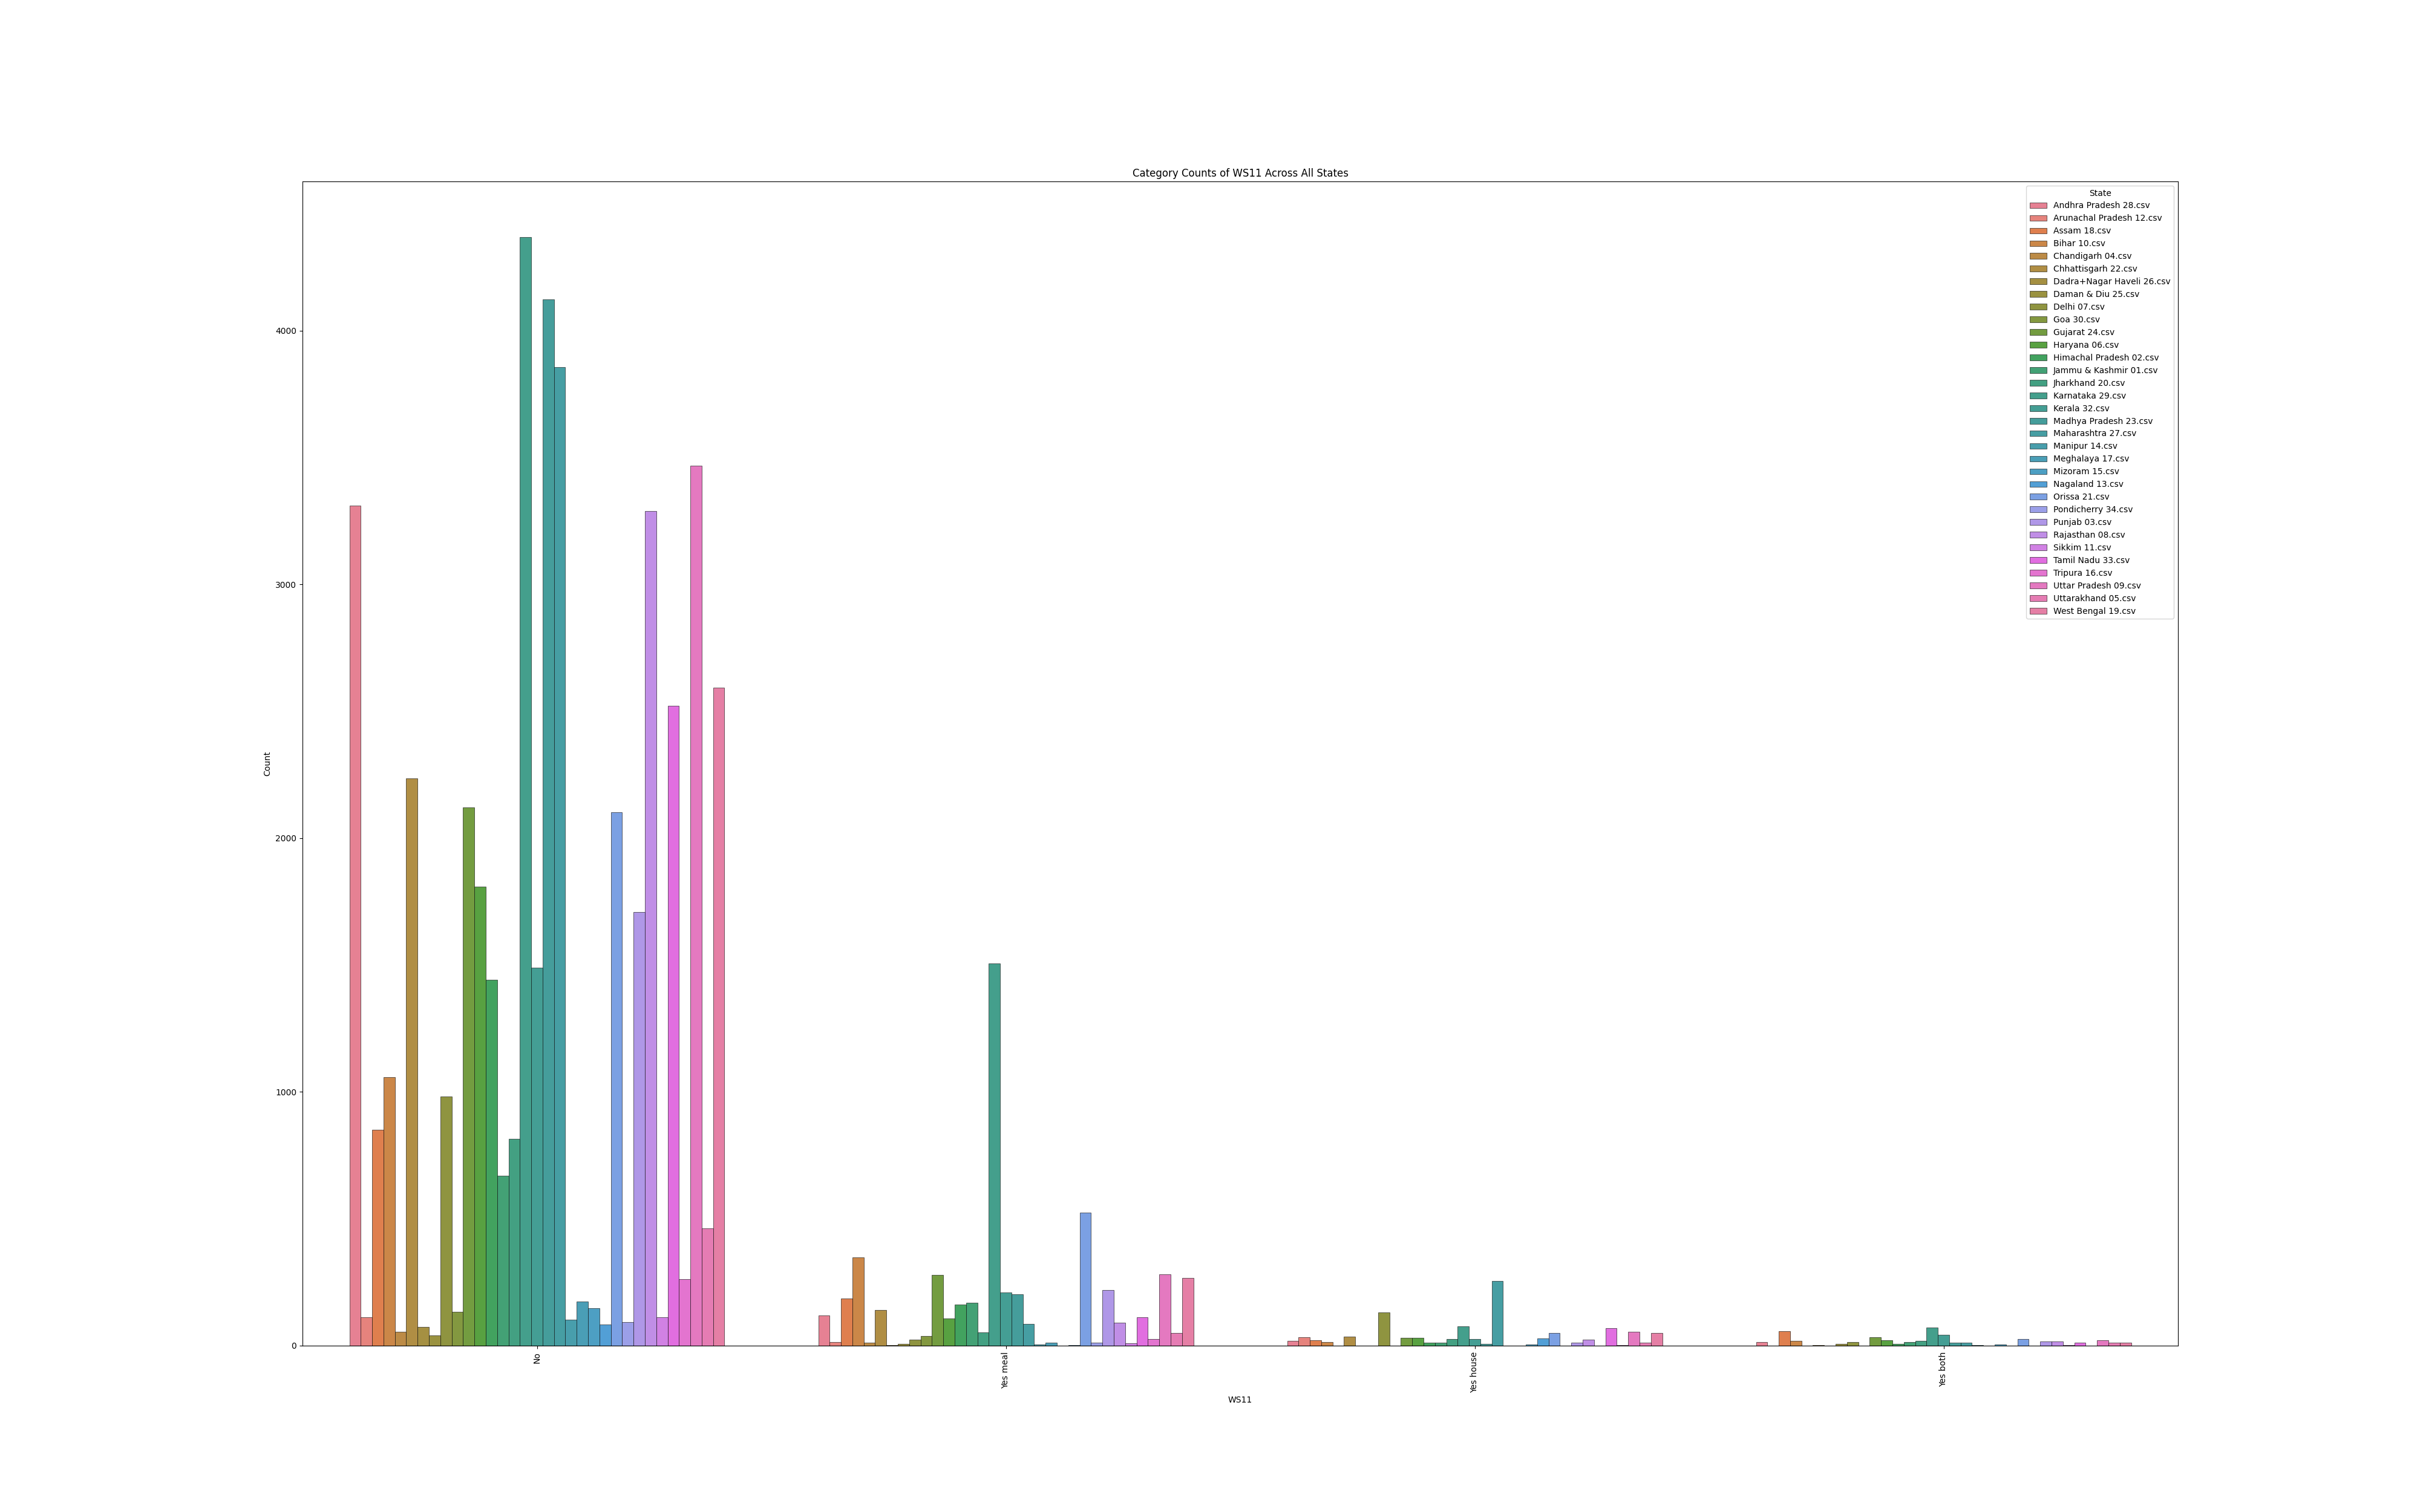 Category Counts of WS11 Across All States
State
Andhra Pradesh 28.csv
Arunachal Pradesh 12.csv
Assam 18.csv
Bihar 10.csv
Chandigarh 04.csv
Chhattisgarh 22.csv
Dadra+Nagar Haveli 26.csv
Daman & Diu 25.csv
Delhi 07.csv
Goa 30.csv
Gujarat 24.csv
Haryana 06.csv
Himachal Pradesh 02.csv
Jammu & Kashmir 01.csv
Jharkhand 20.csv
Karnataka 29.csv
Kerala 32.csv
Madhya Pradesh 23.csv
Maharashtra 27.csv
Manipur 14.csv
Meghalaya 17.csv
Mizoram 15.csv
Nagaland 13.csv
Orissa 21.csv
Pondicherry 34.csv
Punjab 03.csv
Rajasthan 08.csv
Sikkim 11.csv
Tamil Nadu 33.csv
Tripura 16.csv
Uttar Pradesh 09.csv
Uttarakhand 05.csv
West Bengal 19.csv
4000
3000
2000
1000
0
Count
No
Yes meal
Yes house
Yes both
WS11